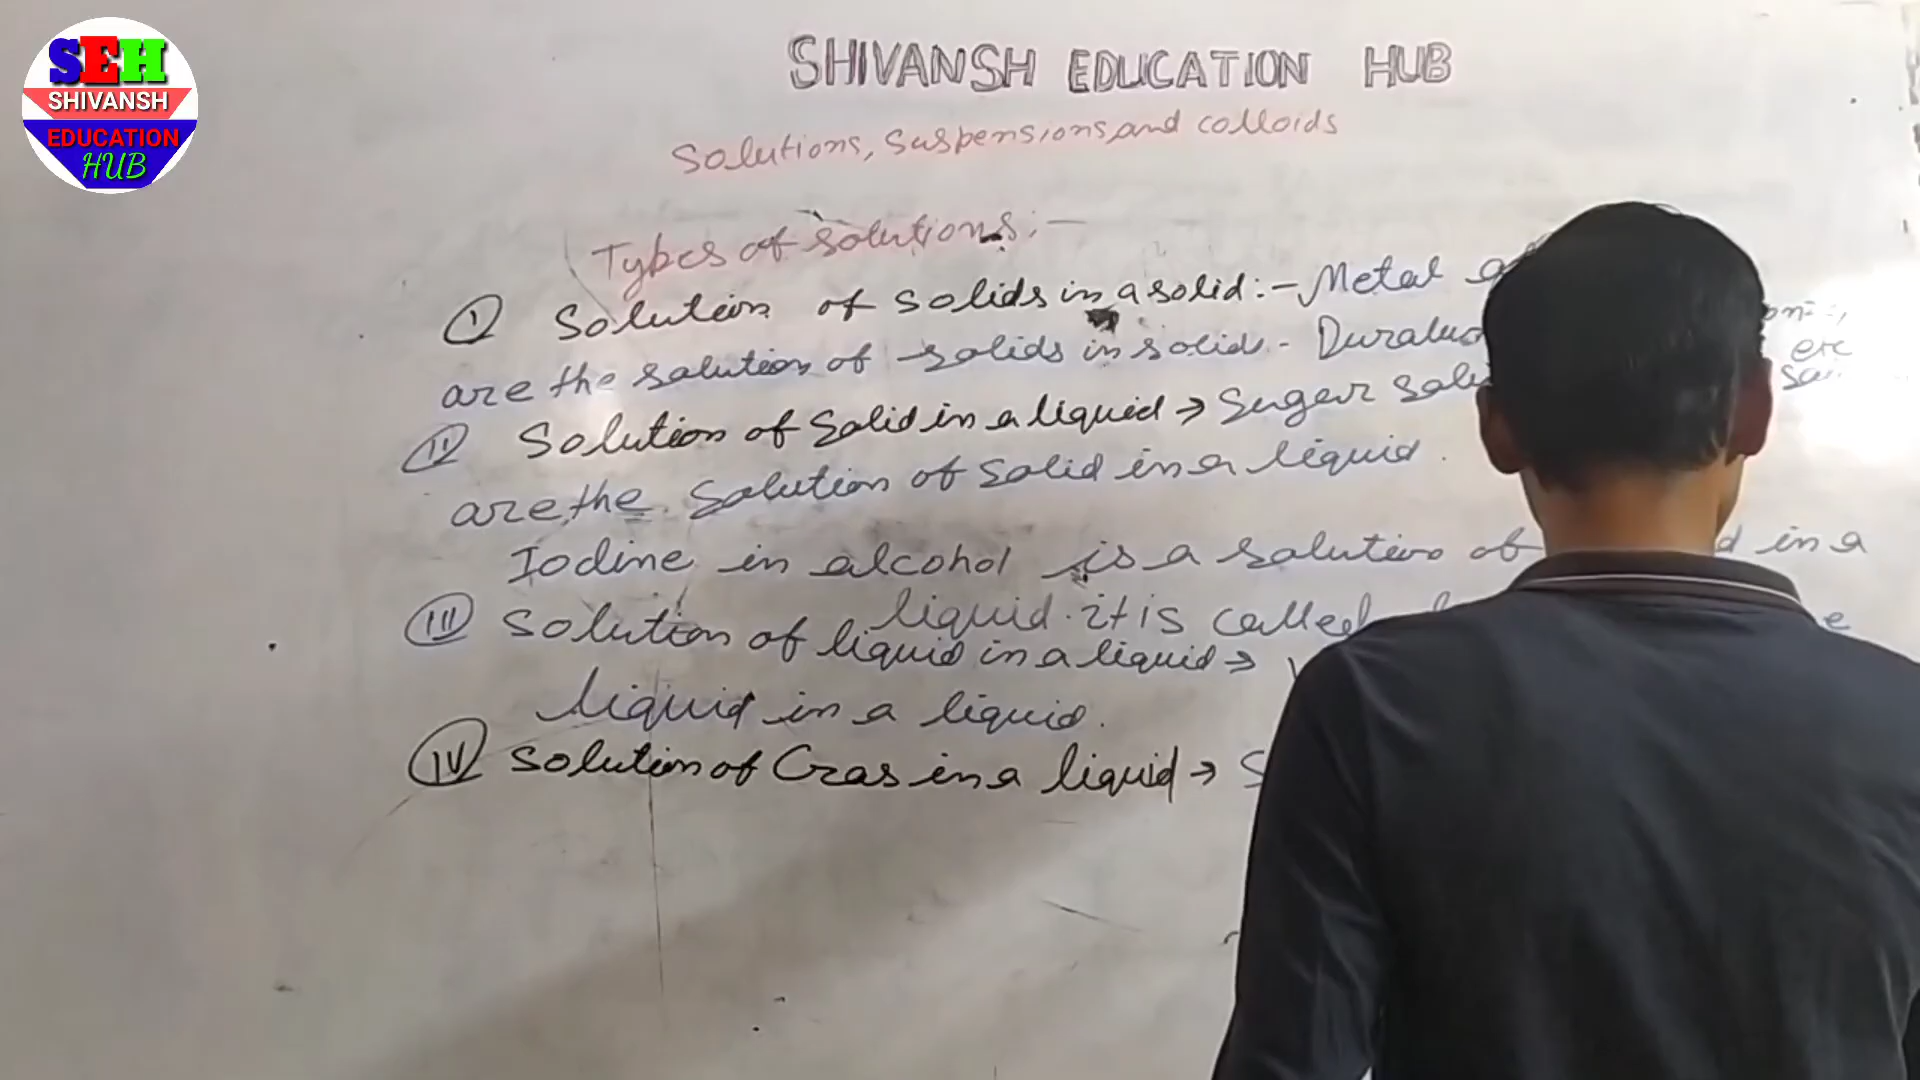 SEH
SHIVANSH
EDUCATION
HUB
SHIVANSH EDUCATION HUB
Solutions, Suspensions, and colloids
Types of solutions:-
(I) Solution of solids in a solid:- Metal
are the solution of solids in solid -
(II) Solution of Solid in a liquid → Sugar
are the Solution of Solid in a liquid.
Iodine in alcohol is a solution of in a
liquid. it is called
(III) Solution of liquid in a liquid →
liquid in a liquid.
(IV) Solution of Gas in a liquid → S